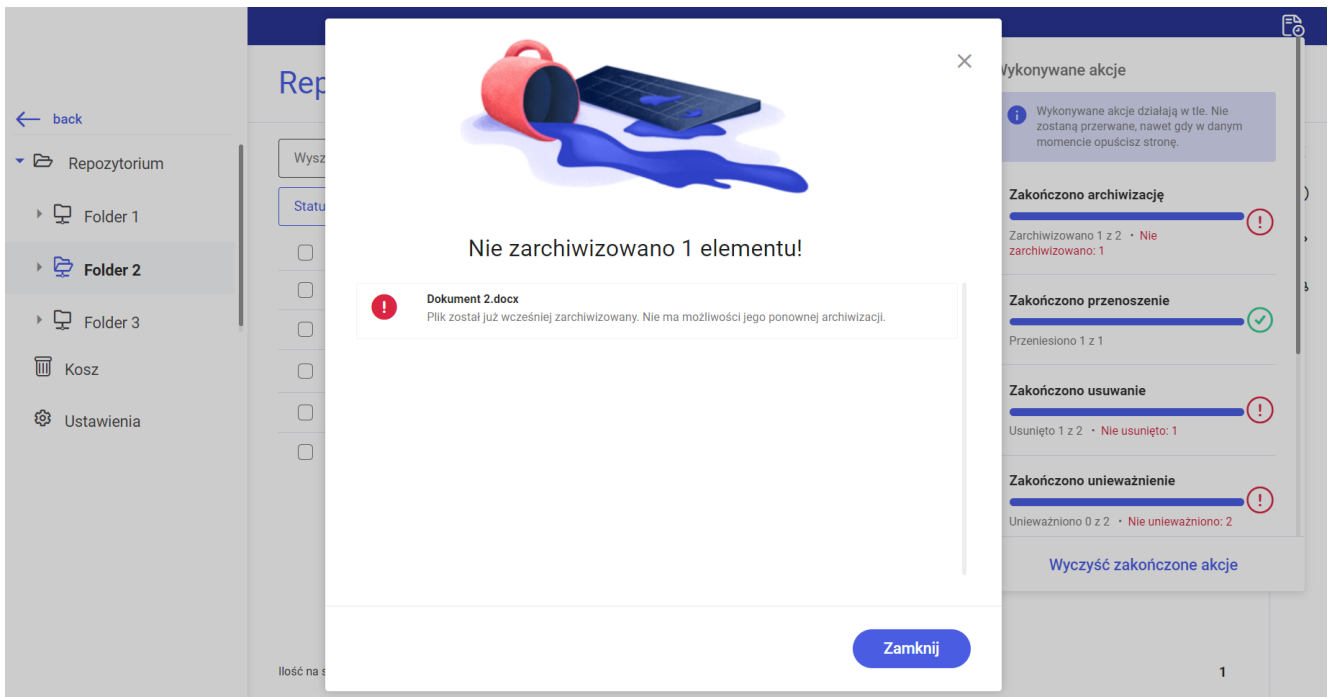 back
Repozytorium
Folder 1
Folder 2
Folder 3
Kosz
Ustawienia
Nie zarchiwizowano 1 elementu!
Dokument 2.docx
Plik został już wcześniej zarchiwizowany. Nie ma możliwości jego ponownej archiwizacji.
Zamknij
Ilość na
Wykonywane akcje
Wykonywane akcje działają w tle. Nie
zostaną przerwane, nawet gdy w danym
momencie opuścisz stronę.
Zakończono archiwizację
Zarchiwizowano 1 z 2 • Nie
zarchiwizowano: 1
Zakończono przenoszenie
Przeniesiono 1 z 1
Zakończono usuwanie
Usunięto 1 z 2 • Nie usunięto: 1
Zakończono unieważnienie
Unieważniono 0 z 2 • Nie unieważniono: 2
Wyczyść zakończone akcje
1